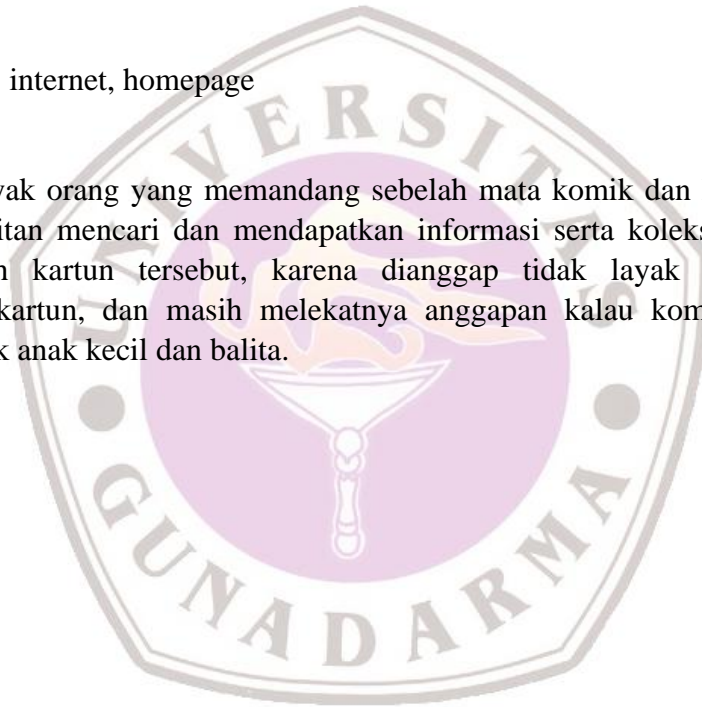 internet, homepage
yak orang yang memandang sebelah mata komik dan
itan mencari dan mendapatkan informasi serta koleks
n kartun tersebut, karena dianggap tidak layak
kartun, dan masih melekatnya anggapan kalau kom
k anak kecil dan balita.
UNIVERSITAS
GUNADARMA